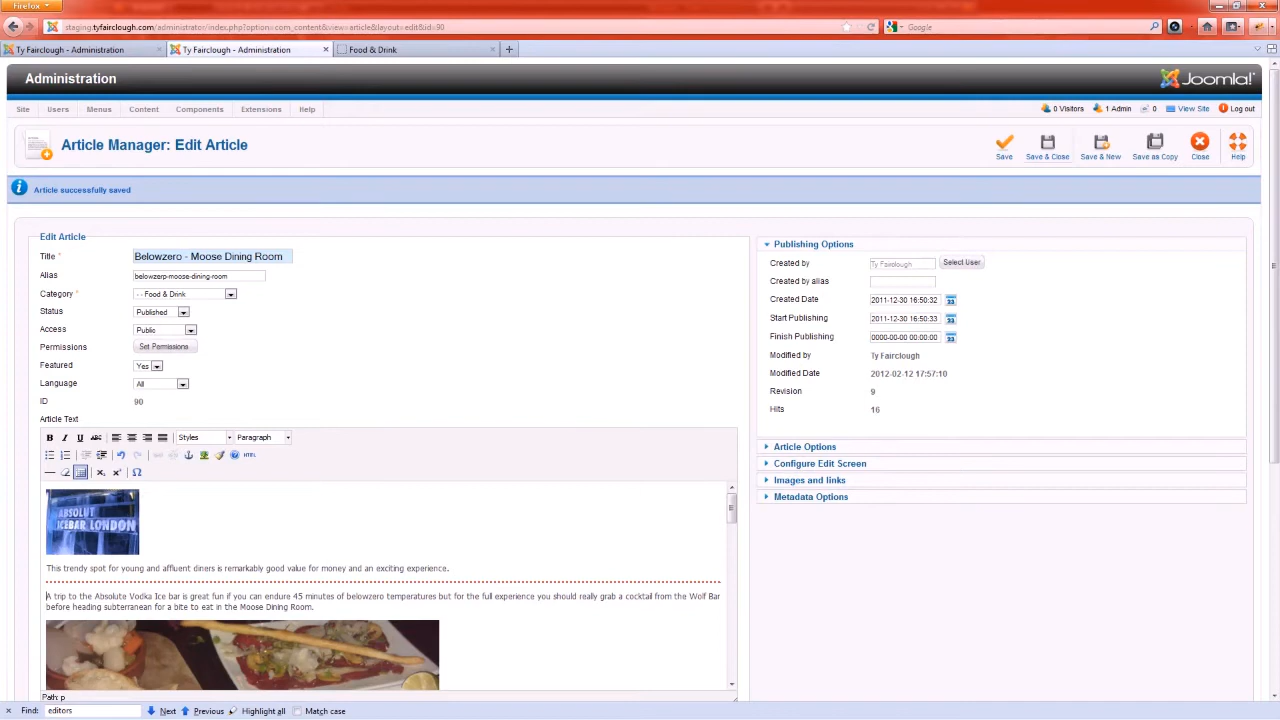 Firefox
staging.tyfairclough.com/administrator/index.php?option=com_content&view=article&layout=edit&id=90
Google
Ty Fairclough - Administration
Ty Fairclough - Administration
Food & Drink
Administration
Joomla!
Site Users Menus Content Components Extensions Help
0 Visitors 1 Admin 0 View Site Log out
Article Manager: Edit Article
Save Save & Close Save & New Save as Copy Close Help
Article successfully saved
Edit Article
Title * Belowzero - Moose Dining Room
Alias belowzerp-moose-dining-room
Category * - - Food & Drink
Status Published
Access Public
Permissions Set Permissions
Featured Yes
Language All
ID 90
Article Text
B I U ABC Styles Paragraph
HTML
ABSOLUT
ICEBAR LONDON
This trendy spot for young and affluent diners is remarkably good value for money and an exciting experience.
A trip to the Absolute Vodka Ice bar is great fun if you can endure 45 minutes of belowzero temperatures but for the full experience you should really grab a cocktail from the Wolf Bar
before heading subterranean for a bite to eat in the Moose Dining Room.
Path: p
Publishing Options
Created by Ty Fairclough Select User
Created by alias
Created Date 2011-12-30 16:50:32
Start Publishing 2011-12-30 16:50:33
Finish Publishing 0000-00-00 00:00:00
Modified by Ty Fairclough
Modified Date 2012-02-12 17:57:10
Revision 9
Hits 16
Article Options
Configure Edit Screen
Images and links
Metadata Options
Find: editors Next Previous Highlight all Match case